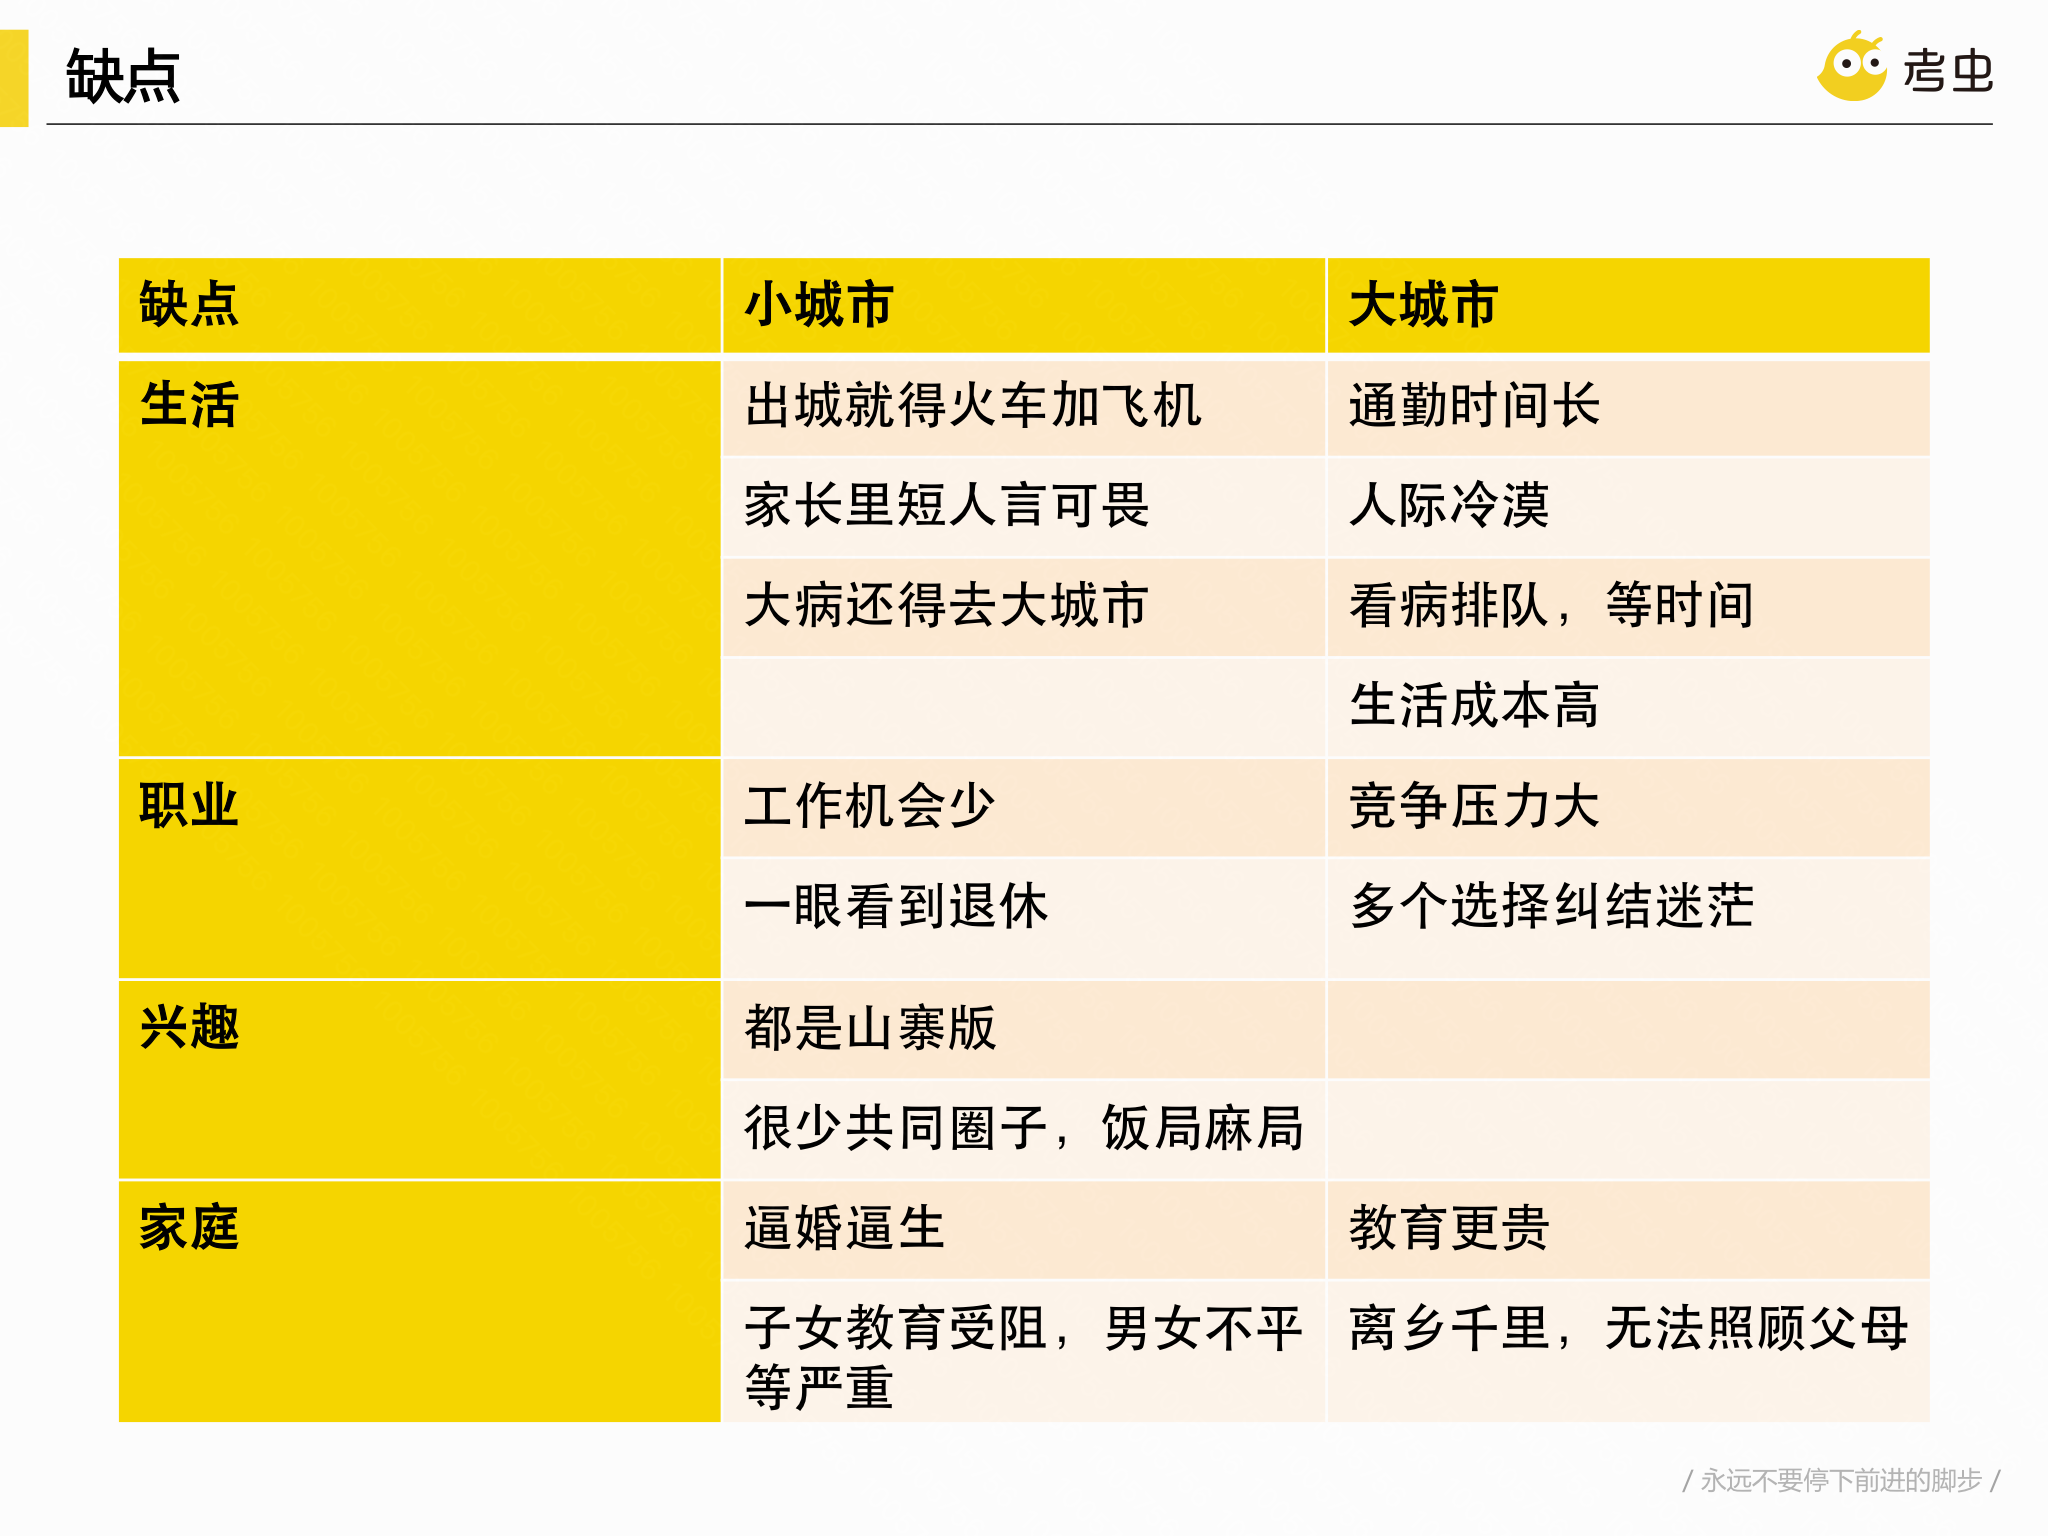 缺点
考虫
缺点 小城市 大城市
生活 出城就得火车加飞机 通勤时间长
家长里短人言可畏 人际冷漠
大病还得去大城市 看病排队，等时间
生活成本高
职业 工作机会少 竞争压力大
一眼看到退休 多个选择纠结迷茫
兴趣 都是山寨版
很少共同圈子，饭局麻局
家庭 逼婚逼生 教育更贵
子女教育受阻，男女不平 离乡千里，无法照顾父母
等严重
/ 永远不要停下前进的脚步 /